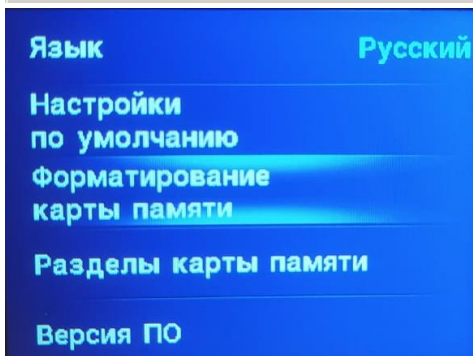 Язык Русский
Настройки
по умолчанию
Форматирование
карты памяти
Разделы карты памяти
Версия ПО